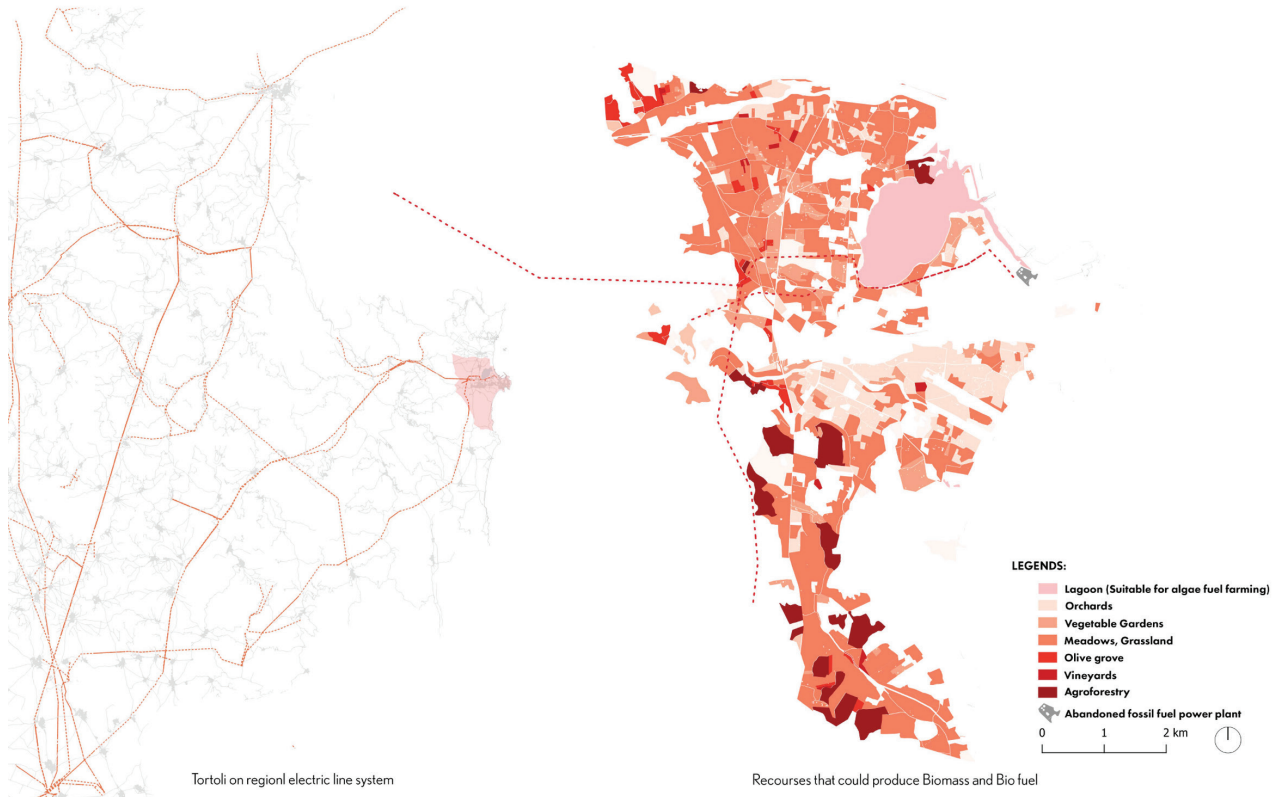 LEGENDS:
Lagoon (Suitable for algae fuel farming)
Orchards
Vegetable Gardens
Meadows, Grassland
Olive grove
Vineyards
Agroforestry
Abandoned fossil fuel power plant
0 1 2 km
Tortoli on regionl electric line system
Recourses that could produce Biomass and Bio fuel